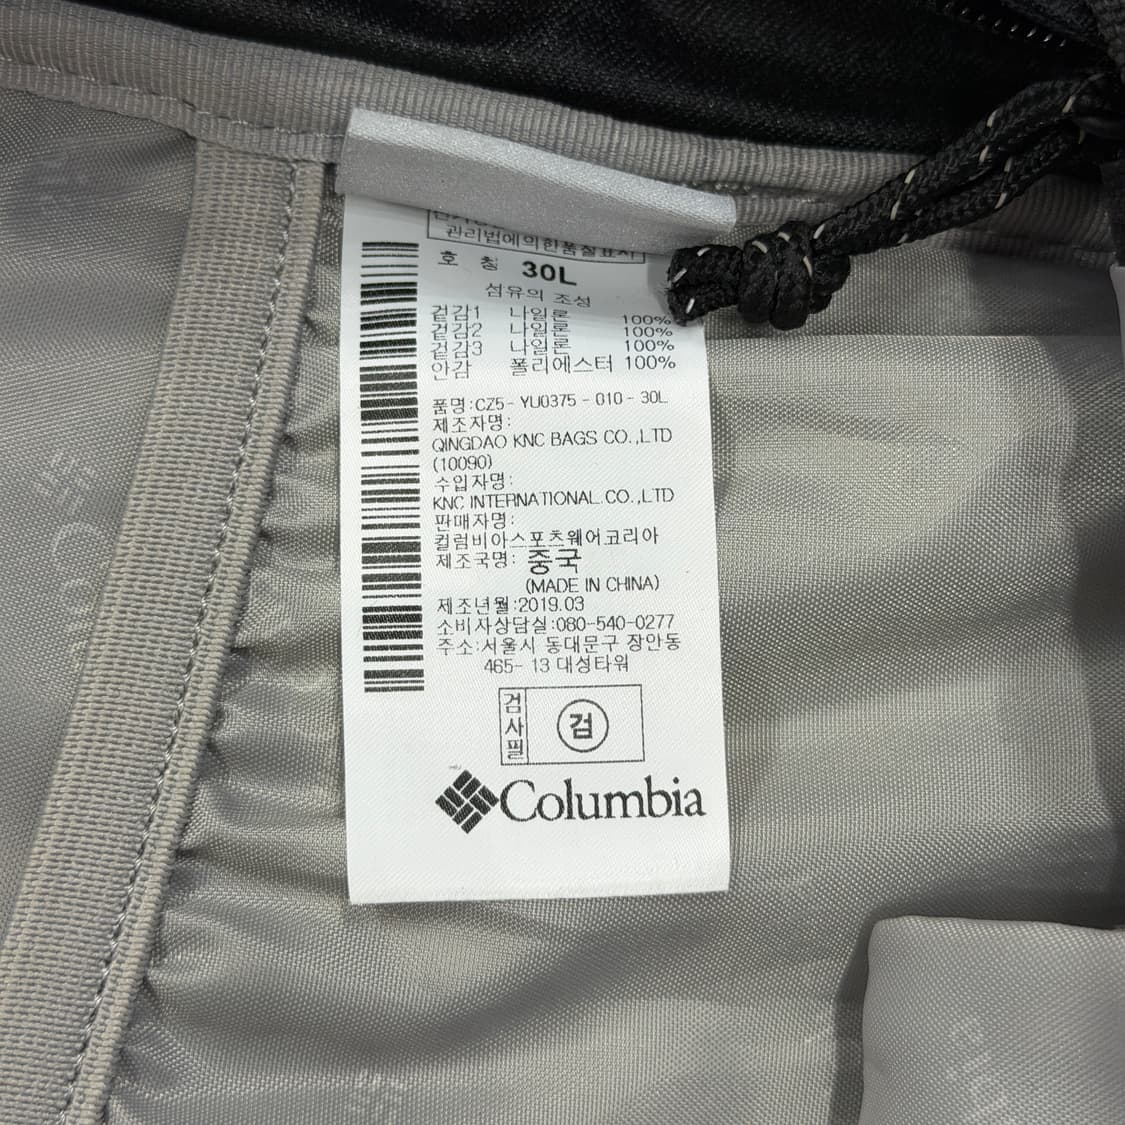 관리법에의한품질표시
호 칭 30L
섬유의 조성
겉감1 나일론 100%
겉감2 나일론 100%
겉감3 나일론 100%
안감 폴리에스터 100%
품명:CZ5- YU0375 - 010 - 30L
제조자명:
QINGDAO KNC BAGS CO.,LTD
(10090)
수입자명:
KNC INTERNATIONAL.CO.,LTD
판매자명:
컬럼비아스포츠웨어코리아
제조국명: 중국
(MADE IN CHINA)
제조년월:2019.03
소비자상담실:080-540-0277
주소:서울시 동대문구 장안동
465- 13 대성타워
검사필
검
Columbia